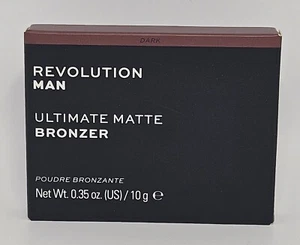 DARK
REVOLUTION
MAN
ULTIMATE MATTE
BRONZER
POUDRE BRONZANTE
Net Wt. 0.35 oz. (US) / 10 g ℮